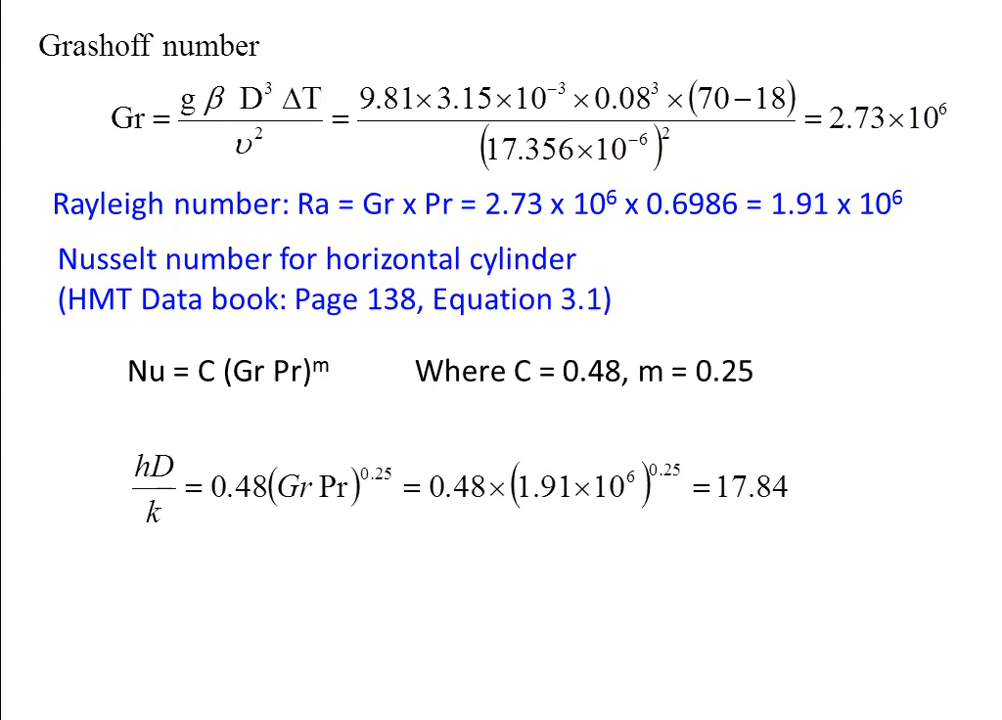 Grashoff number
Gr = g β D³ ΔT / υ² = 9.81×3.15×10⁻³ ×0.08³ ×(70−18) / (17.356×10⁻⁶)² = 2.73×10⁶
Rayleigh number: Ra = Gr x Pr = 2.73 x 10⁶ x 0.6986 = 1.91 x 10⁶
Nusselt number for horizontal cylinder
(HMT Data book: Page 138, Equation 3.1)
Nu = C (Gr Pr)ᵐ Where C = 0.48, m = 0.25
hD / k = 0.48(Gr Pr)^0.25 = 0.48×(1.91×10⁶)^0.25 = 17.84